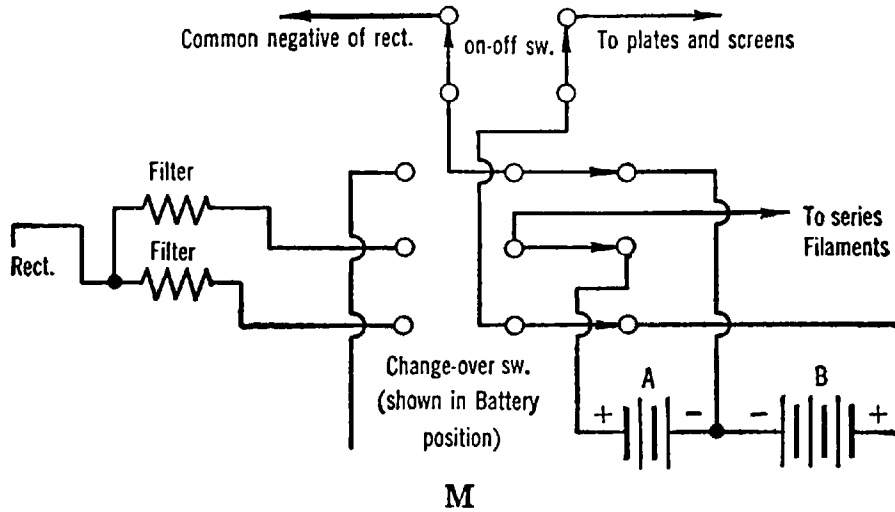 Common negative of rect.
on-off sw.
To plates and screens
Filter
Filter
Rect.
To series
Filaments
Change-over sw.
(shown in Battery
position)
A
B
+
-
-
+
M